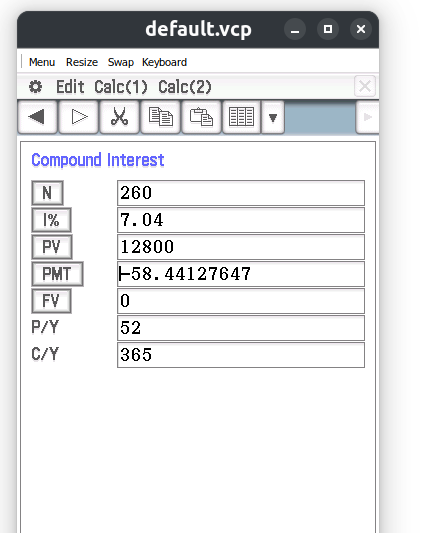 default.vcp
Menu Resize Swap Keyboard
Edit Calc(1) Calc(2)
Compound Interest
N 260
I% 7.04
PV 12800
PMT -58.44127647
FV 0
P/Y 52
C/Y 365